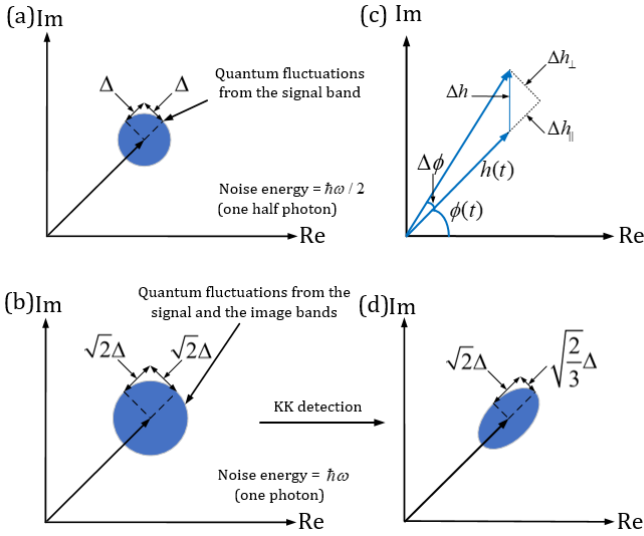 (a) Im
Δ Δ
Quantum fluctuations
from the signal band
Noise energy = ℏω / 2
(one half photon)
Re
(c) Im
Δh⊥
Δh
Δh∥
Δϕ
h(t)
ϕ(t)
Re
(b) Im
Quantum fluctuations from the
signal and the image bands
√2Δ √2Δ
KK detection
Noise energy = ℏω
(one photon)
Re
(d) Im
√2Δ √(2/3)Δ
Re